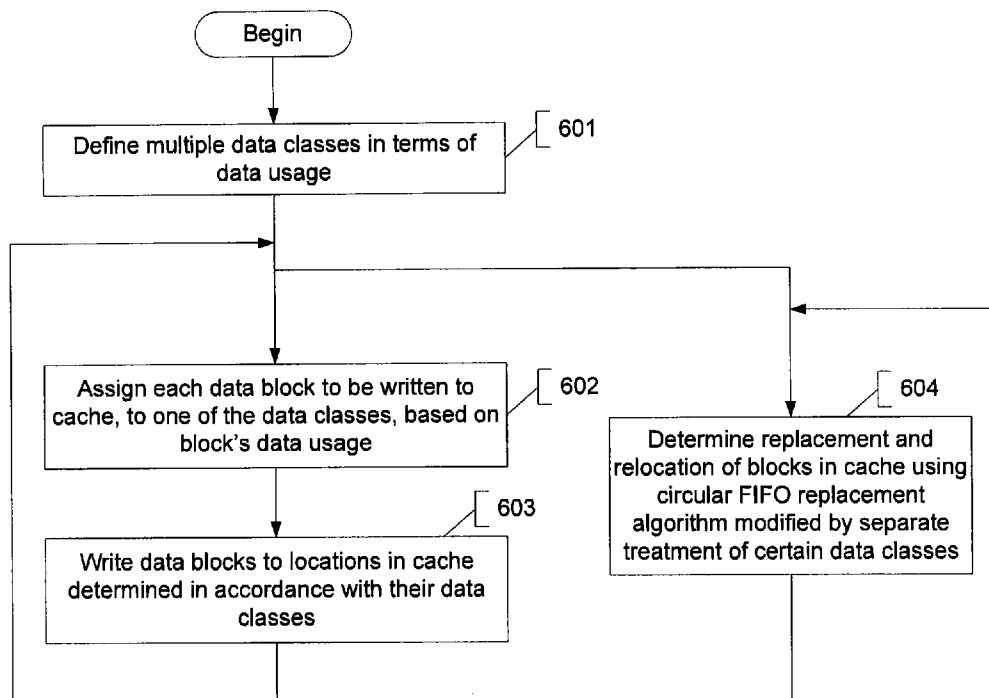 Begin
Define multiple data classes in terms of
data usage
601
Assign each data block to be written to
cache, to one of the data classes, based on
block's data usage
602
Write data blocks to locations in cache
determined in accordance with their data
classes
603
Determine replacement and
relocation of blocks in cache using
circular FIFO replacement
algorithm modified by separate
treatment of certain data classes
604